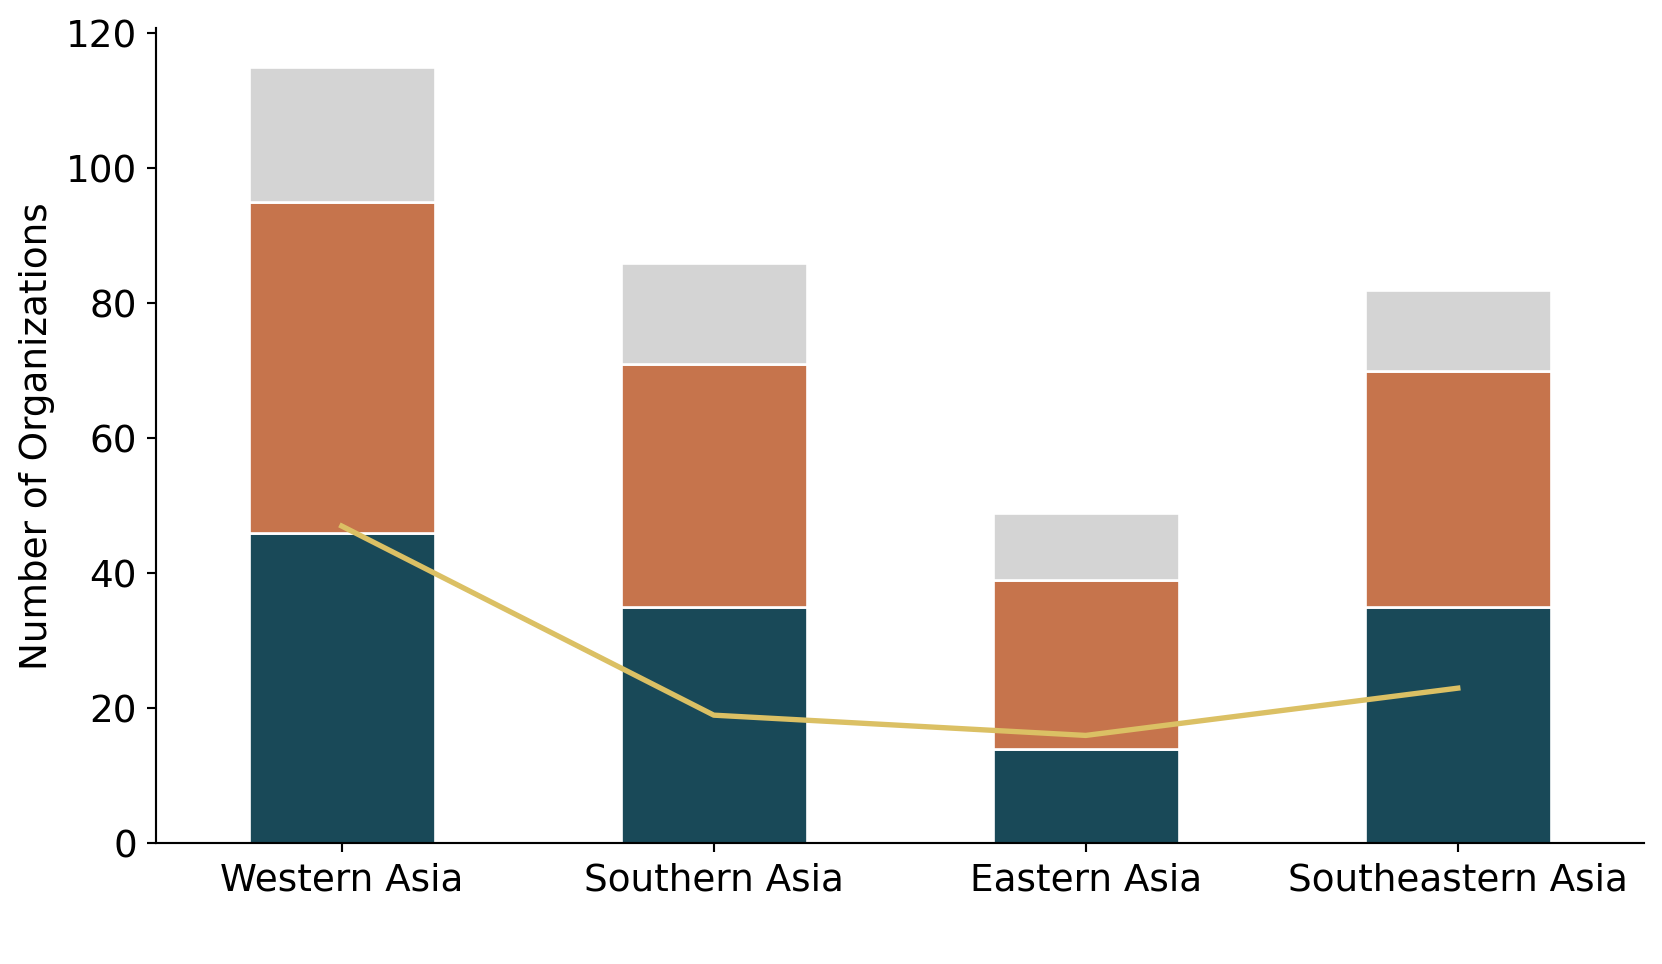 120
100
80
60
40
20
0
Number of Organizations
Western Asia
Southern Asia
Eastern Asia
Southeastern Asia